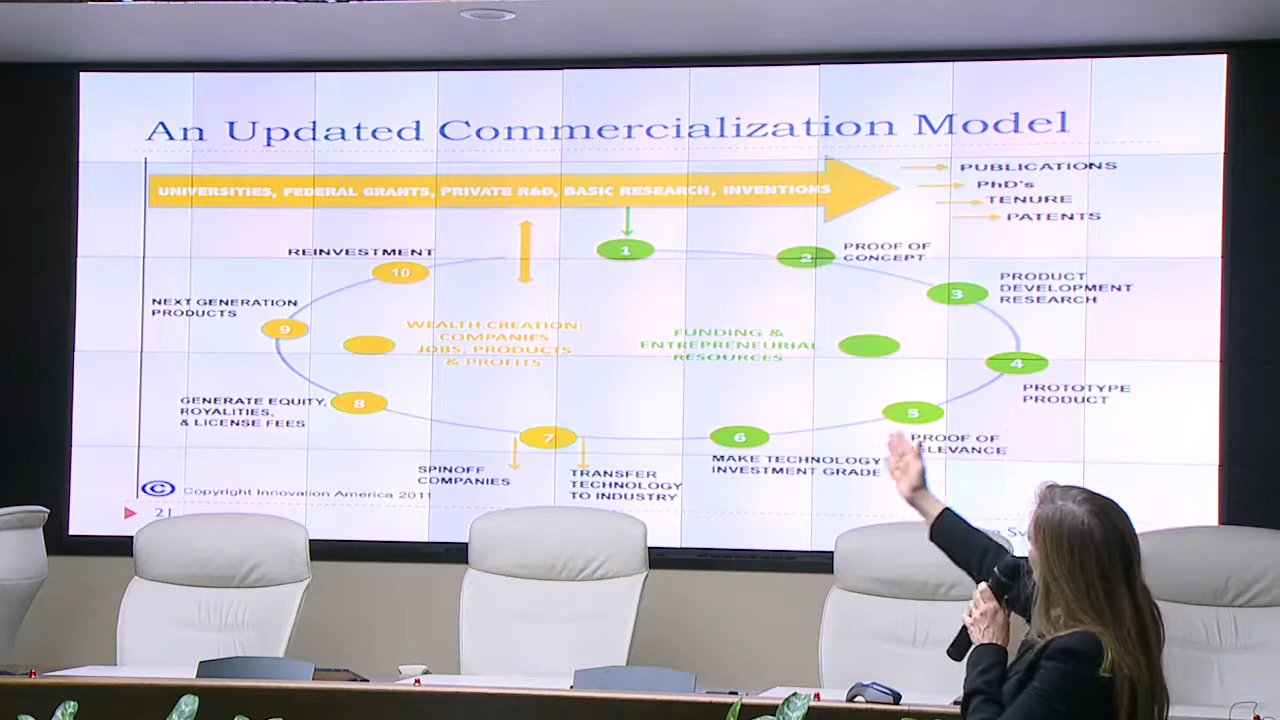 An Updated Commercialization Model
UNIVERSITIES, FEDERAL GRANTS, PRIVATE R&D, BASIC RESEARCH, INVENTIONS
PUBLICATIONS
PhD's
TENURE
PATENTS
1
2
PROOF OF
CONCEPT
3
PRODUCT
DEVELOPMENT
RESEARCH
4
PROTOTYPE
PRODUCT
5
PROOF OF
6
MAKE TECHNOLOGY
INVESTMENT GRADE
7
SPINOFF
COMPANIES
TRANSFER
TECHNOLOGY
TO INDUSTRY
8
GENERATE EQUITY,
ROYALITIES,
& LICENSE FEES
9
NEXT GENERATION
PRODUCTS
10
REINVESTMENT
WEALTH CREATION:
COMPANIES
JOBS, PRODUCTS
& PROFITS
FUNDING &
ENTREPRENEURIAL
RESOURCES
© Copyright Innovation America 2011
21